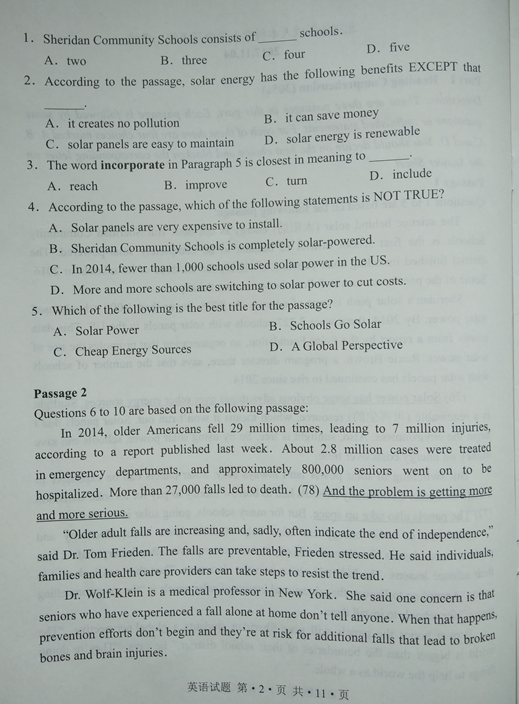 1. Sheridan Community Schools consists of ______ schools.
A. two B. three C. four D. five
2. According to the passage, solar energy has the following benefits EXCEPT that
______.
A. it creates no pollution B. it can save money
C. solar panels are easy to maintain D. solar energy is renewable
3. The word incorporate in Paragraph 5 is closest in meaning to ______.
A. reach B. improve C. turn D. include
4. According to the passage, which of the following statements is NOT TRUE?
A. Solar panels are very expensive to install.
B. Sheridan Community Schools is completely solar-powered.
C. In 2014, fewer than 1,000 schools used solar power in the US.
D. More and more schools are switching to solar power to cut costs.
5. Which of the following is the best title for the passage?
A. Solar Power B. Schools Go Solar
C. Cheap Energy Sources D. A Global Perspective
Passage 2
Questions 6 to 10 are based on the following passage:
In 2014, older Americans fell 29 million times, leading to 7 million injuries,
according to a report published last week. About 2.8 million cases were treated
in emergency departments, and approximately 800,000 seniors went on to be
hospitalized. More than 27,000 falls led to death. (78) And the problem is getting more
and more serious.
“Older adult falls are increasing and, sadly, often indicate the end of independence,”
said Dr. Tom Frieden. The falls are preventable, Frieden stressed. He said individuals,
families and health care providers can take steps to resist the trend.
Dr. Wolf-Klein is a medical professor in New York. She said one concern is that
seniors who have experienced a fall alone at home don't tell anyone. When that happens,
prevention efforts don't begin and they're at risk for additional falls that lead to broken
bones and brain injuries.
英语试题 第·2·页 共·11·页